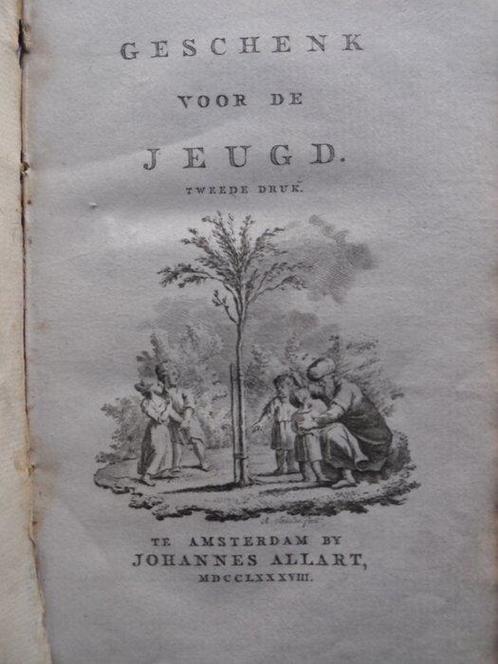 GESCHENK
VOOR DE
JEUGD.
TWEEDE DRUK.
TE AMSTERDAM BY
JOHANNES ALLART,
MDCCLXXXVIII.